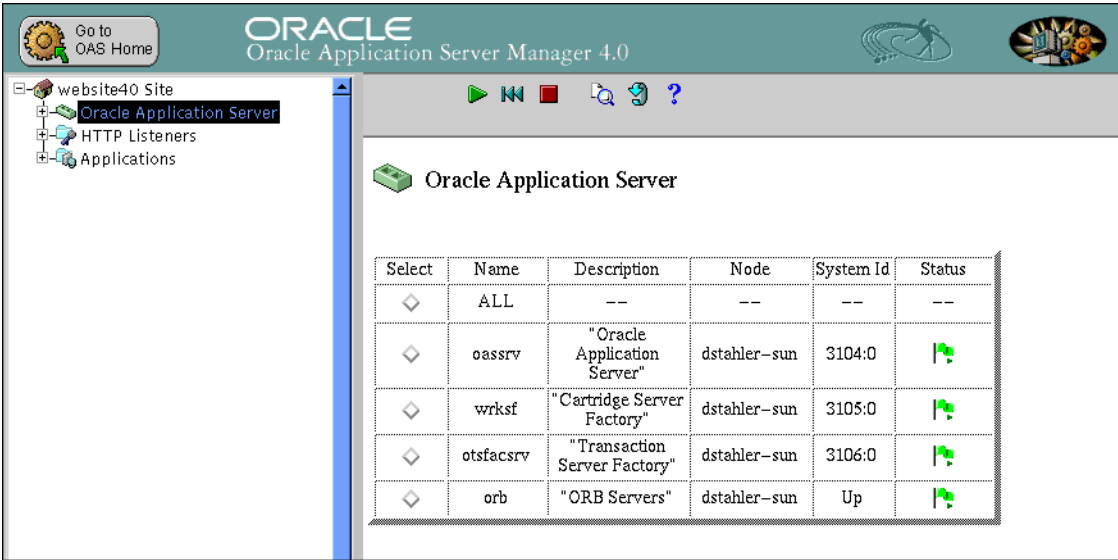 Go to
OAS Home
ORACLE
Oracle Application Server Manager 4.0
website40 Site
Oracle Application Server
HTTP Listeners
Applications
?
Oracle Application Server
Select Name Description Node System Id Status
ALL -- -- -- --
oassrv "Oracle Application Server" dstahler-sun 3104:0
wrksf "Cartridge Server Factory" dstahler-sun 3105:0
otsfacsrv "Transaction Server Factory" dstahler-sun 3106:0
orb "ORB Servers" dstahler-sun Up